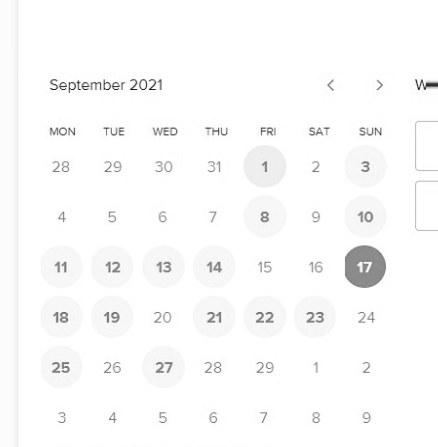 September 2021 < > W
MON TUE WED THU FRI SAT SUN
28 29 30 31 1 2 3
4 5 6 7 8 9 10
11 12 13 14 15 16 17
18 19 20 21 22 23 24
25 26 27 28 29 1 2
3 4 5 6 7 8 9